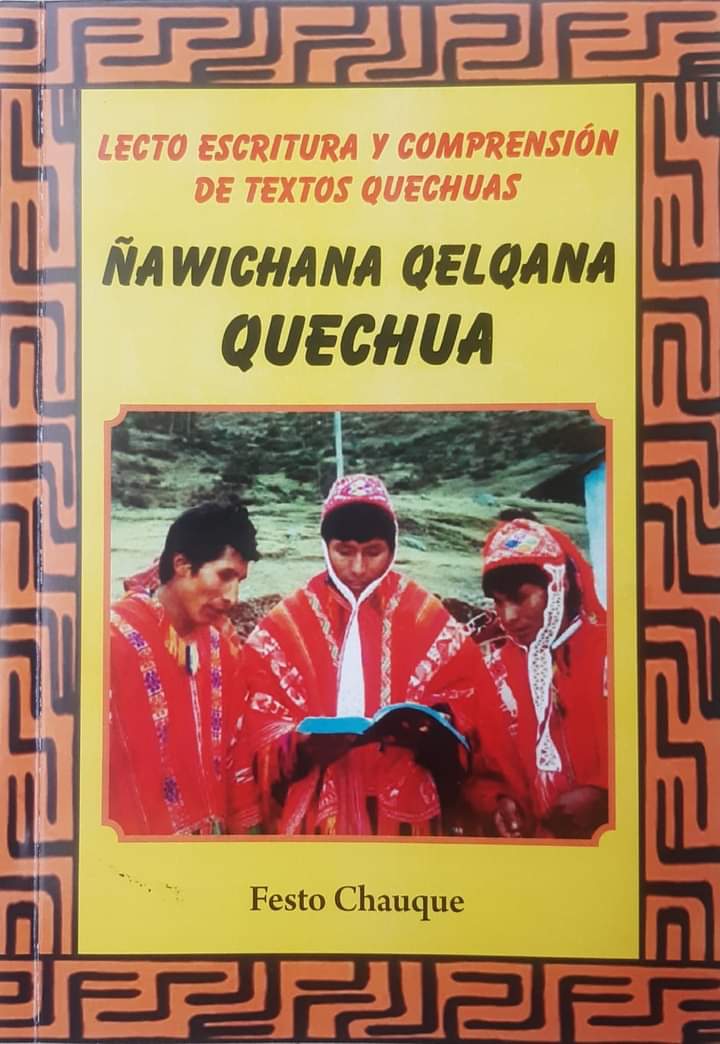 LECTO ESCRITURA Y COMPRENSIÓN
DE TEXTOS QUECHUAS
ÑAWICHANA QELQANA
QUECHUA
Festo Chauque